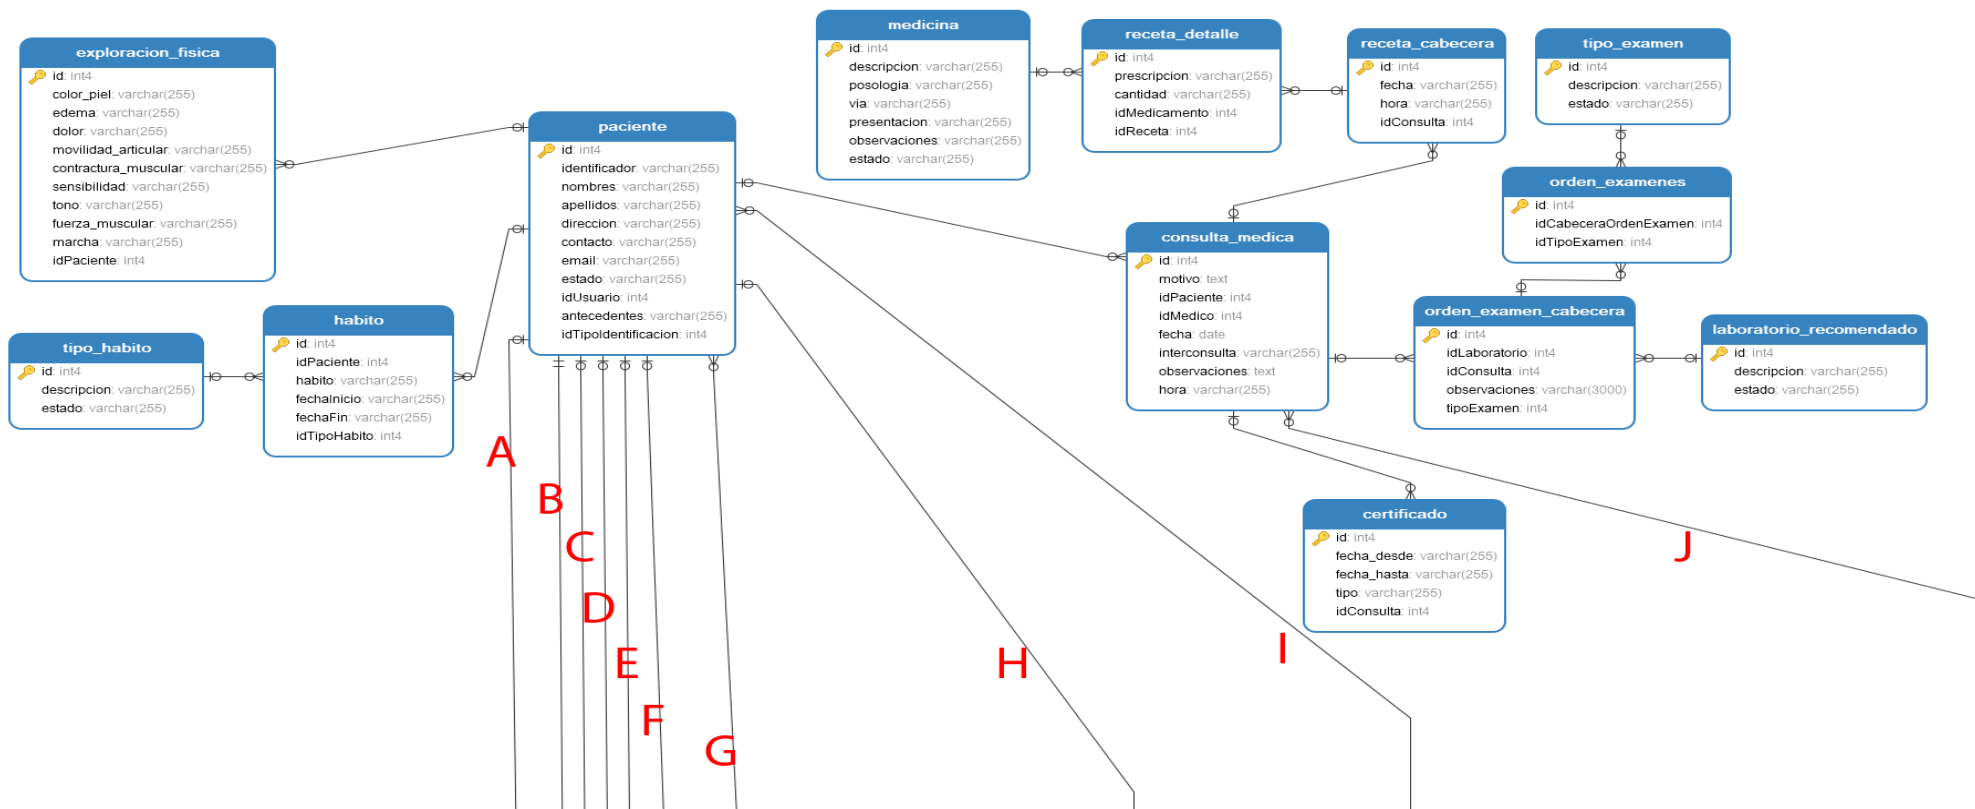 exploracion_fisica
id: int4
color_piel: varchar(255)
edema: varchar(255)
dolor: varchar(255)
movilidad_articular: varchar(255)
contractura_muscular: varchar(255)
sensibilidad: varchar(255)
tono: varchar(255)
fuerza_muscular: varchar(255)
marcha: varchar(255)
idPaciente: int4
tipo_habito
id: int4
descripcion: varchar(255)
estado: varchar(255)
habito
id: int4
idPaciente: int4
habito: varchar(255)
fechaInicio: varchar(255)
fechaFin: varchar(255)
idTipoHabito: int4
paciente
id: int4
identificador: varchar(255)
nombres: varchar(255)
apellidos: varchar(255)
direccion: varchar(255)
contacto: varchar(255)
email: varchar(255)
estado: varchar(255)
idUsuario: int4
antecedentes: varchar(255)
idTipoIdentificacion: int4
medicina
id: int4
descripcion: varchar(255)
posologia: varchar(255)
via: varchar(255)
presentacion: varchar(255)
observaciones: varchar(255)
estado: varchar(255)
receta_detalle
id: int4
prescripcion: varchar(255)
cantidad: varchar(255)
idMedicamento: int4
idReceta: int4
receta_cabecera
id: int4
fecha: varchar(255)
hora: varchar(255)
idConsulta: int4
tipo_examen
id: int4
descripcion: varchar(255)
estado: varchar(255)
orden_examenes
id: int4
idCabeceraOrdenExamen: int4
idTipoExamen: int4
consulta_medica
id: int4
motivo: text
idPaciente: int4
idMedico: int4
fecha: date
interconsulta: varchar(255)
observaciones: text
hora: varchar(255)
orden_examen_cabecera
id: int4
idLaboratorio: int4
idConsulta: int4
observaciones: varchar(3000)
tipoExamen: int4
laboratorio_recomendado
id: int4
descripcion: varchar(255)
estado: varchar(255)
certificado
id: int4
fecha_desde: varchar(255)
fecha_hasta: varchar(255)
tipo: varchar(255)
idConsulta: int4
A
B
C
D
E
F
G
H
I
J